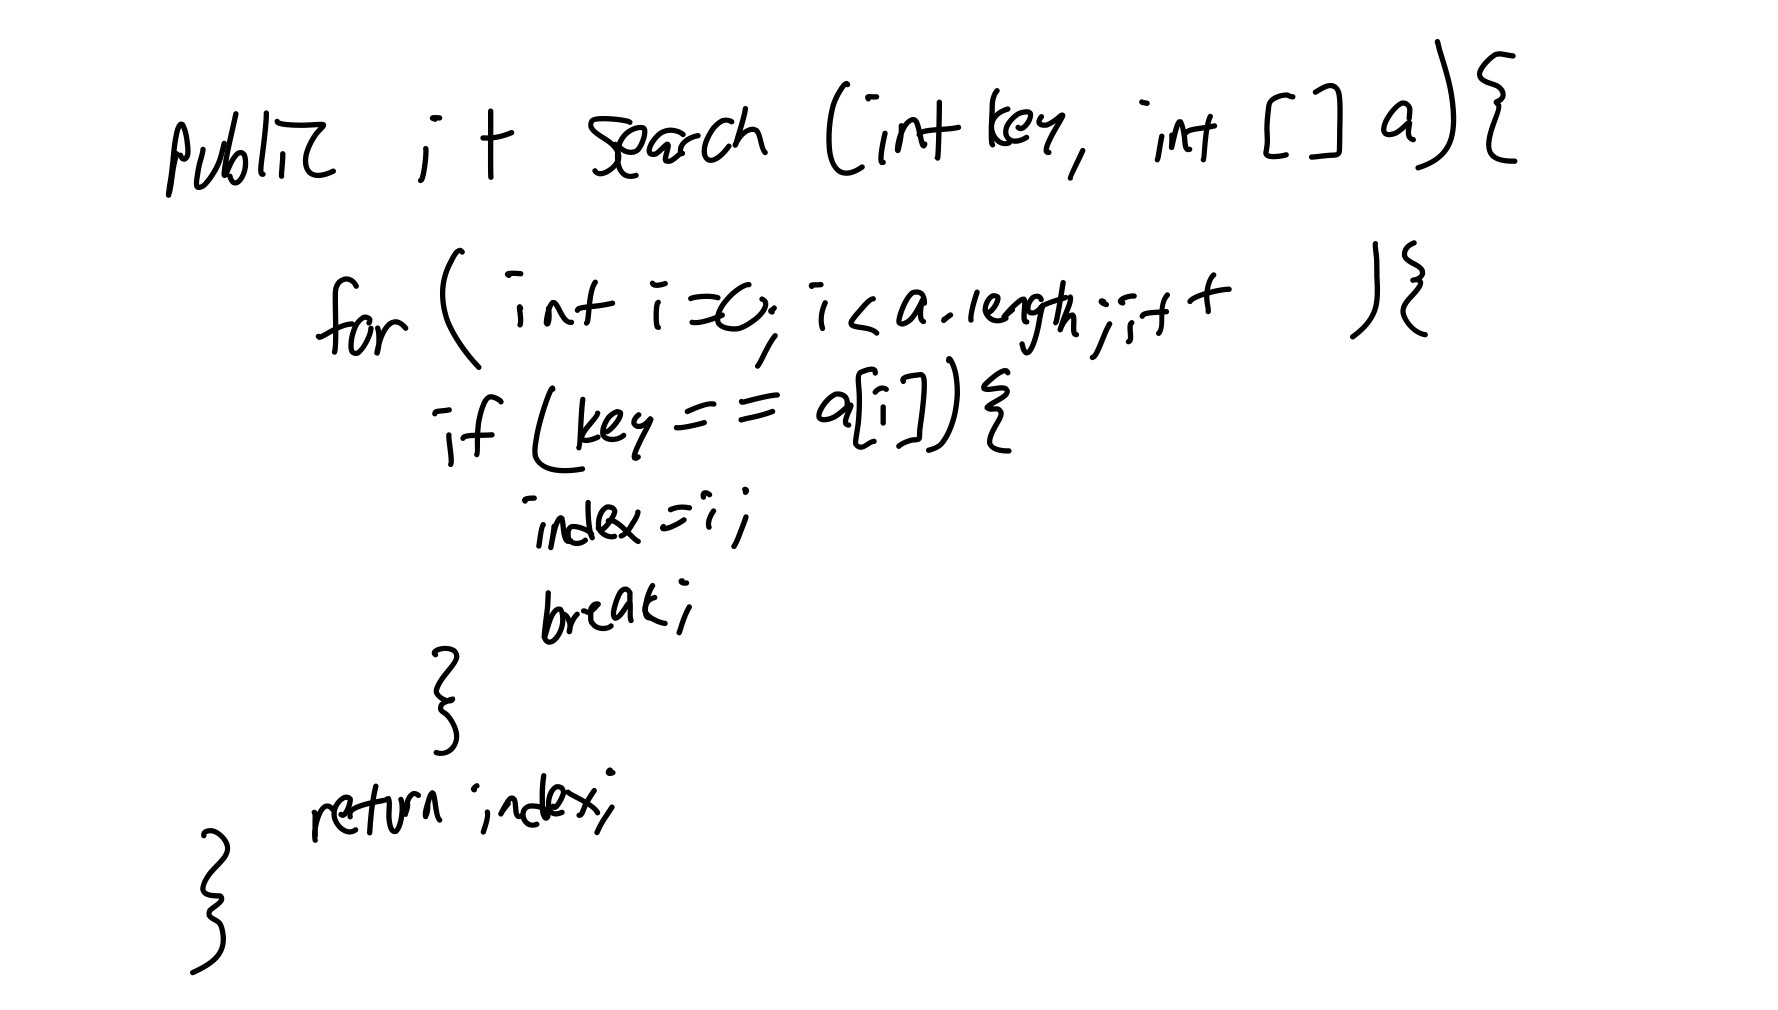 public it search (int key, int [] a){
for (int i=0; i<a.length; i++ ){
if (key == a[i]){
index = i;
break;
}
return index;
}